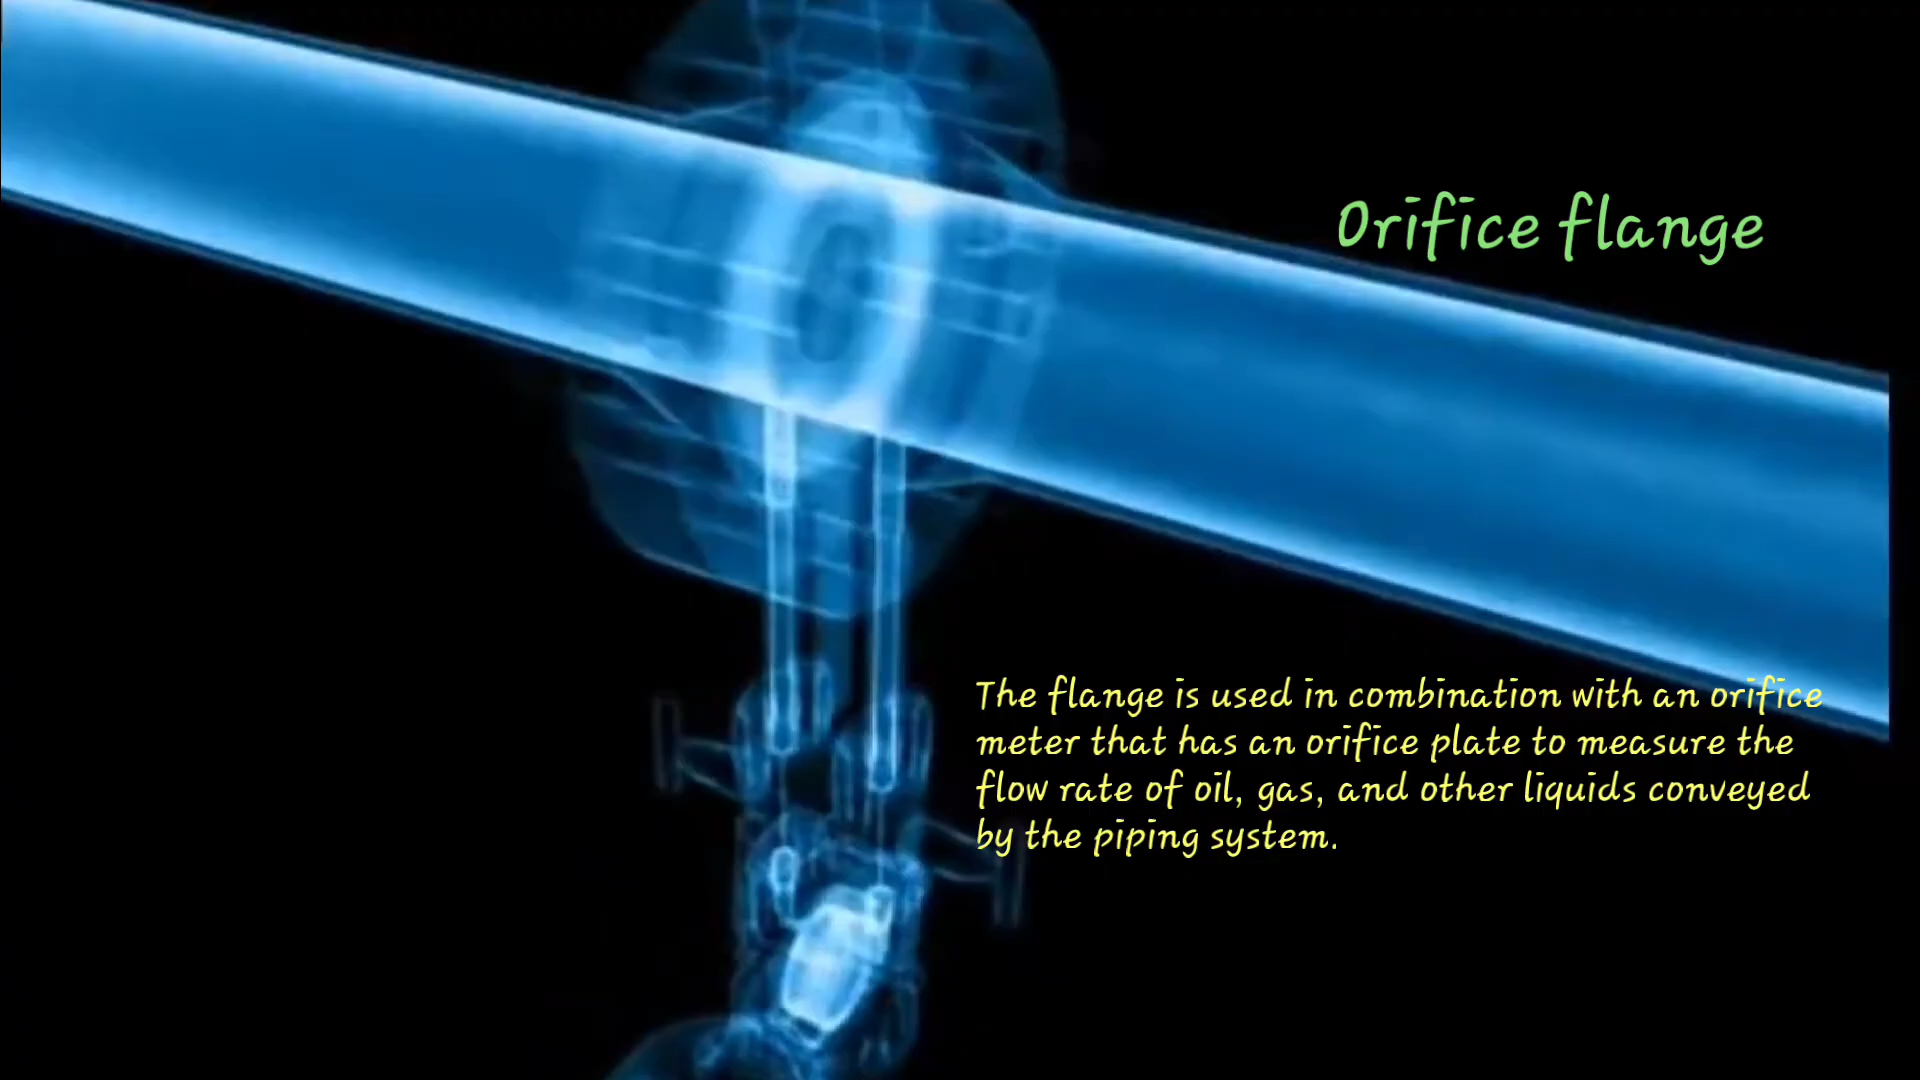 Orifice flange
The flange is used in combination with an orifice
meter that has an orifice plate to measure the
flow rate of oil, gas, and other liquids conveyed
by the piping system.